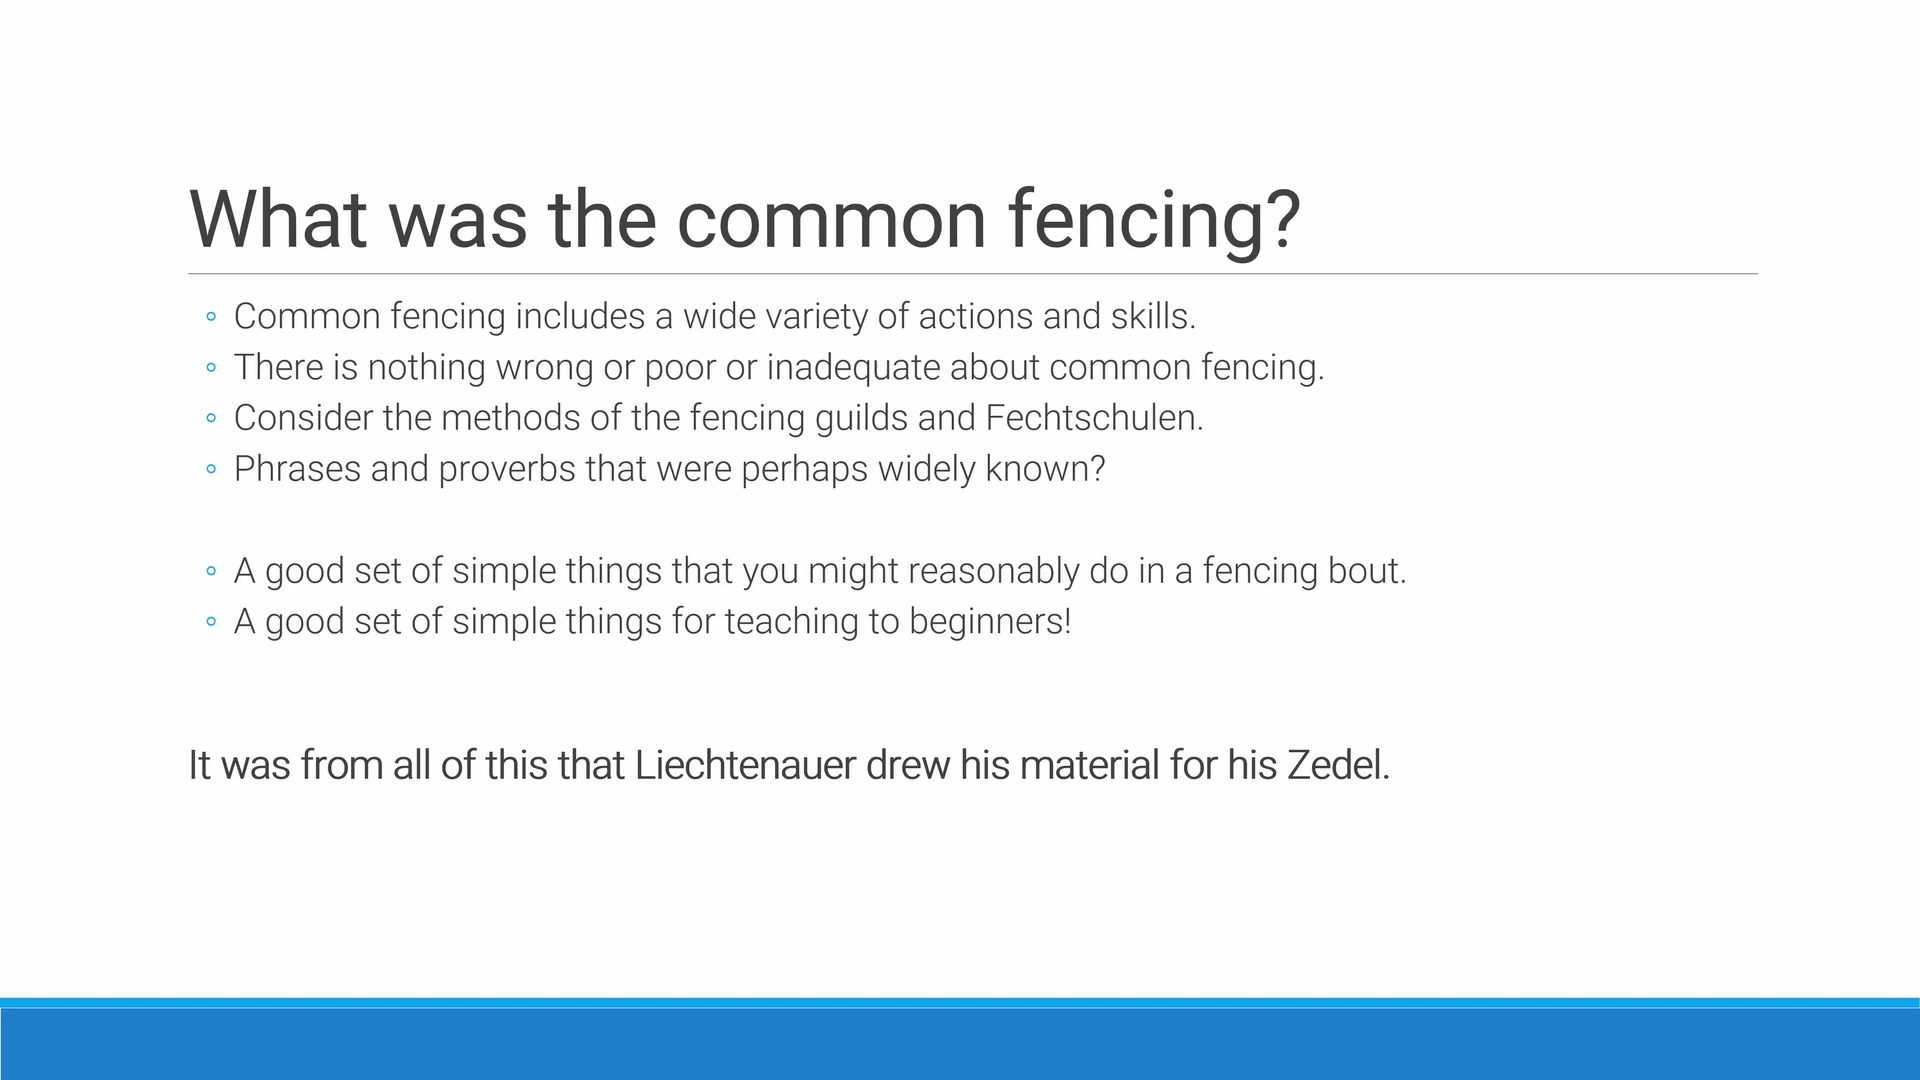 What was the common fencing?
◦ Common fencing includes a wide variety of actions and skills.
◦ There is nothing wrong or poor or inadequate about common fencing.
◦ Consider the methods of the fencing guilds and Fechtschulen.
◦ Phrases and proverbs that were perhaps widely known?
◦ A good set of simple things that you might reasonably do in a fencing bout.
◦ A good set of simple things for teaching to beginners!
It was from all of this that Liechtenauer drew his material for his Zedel.